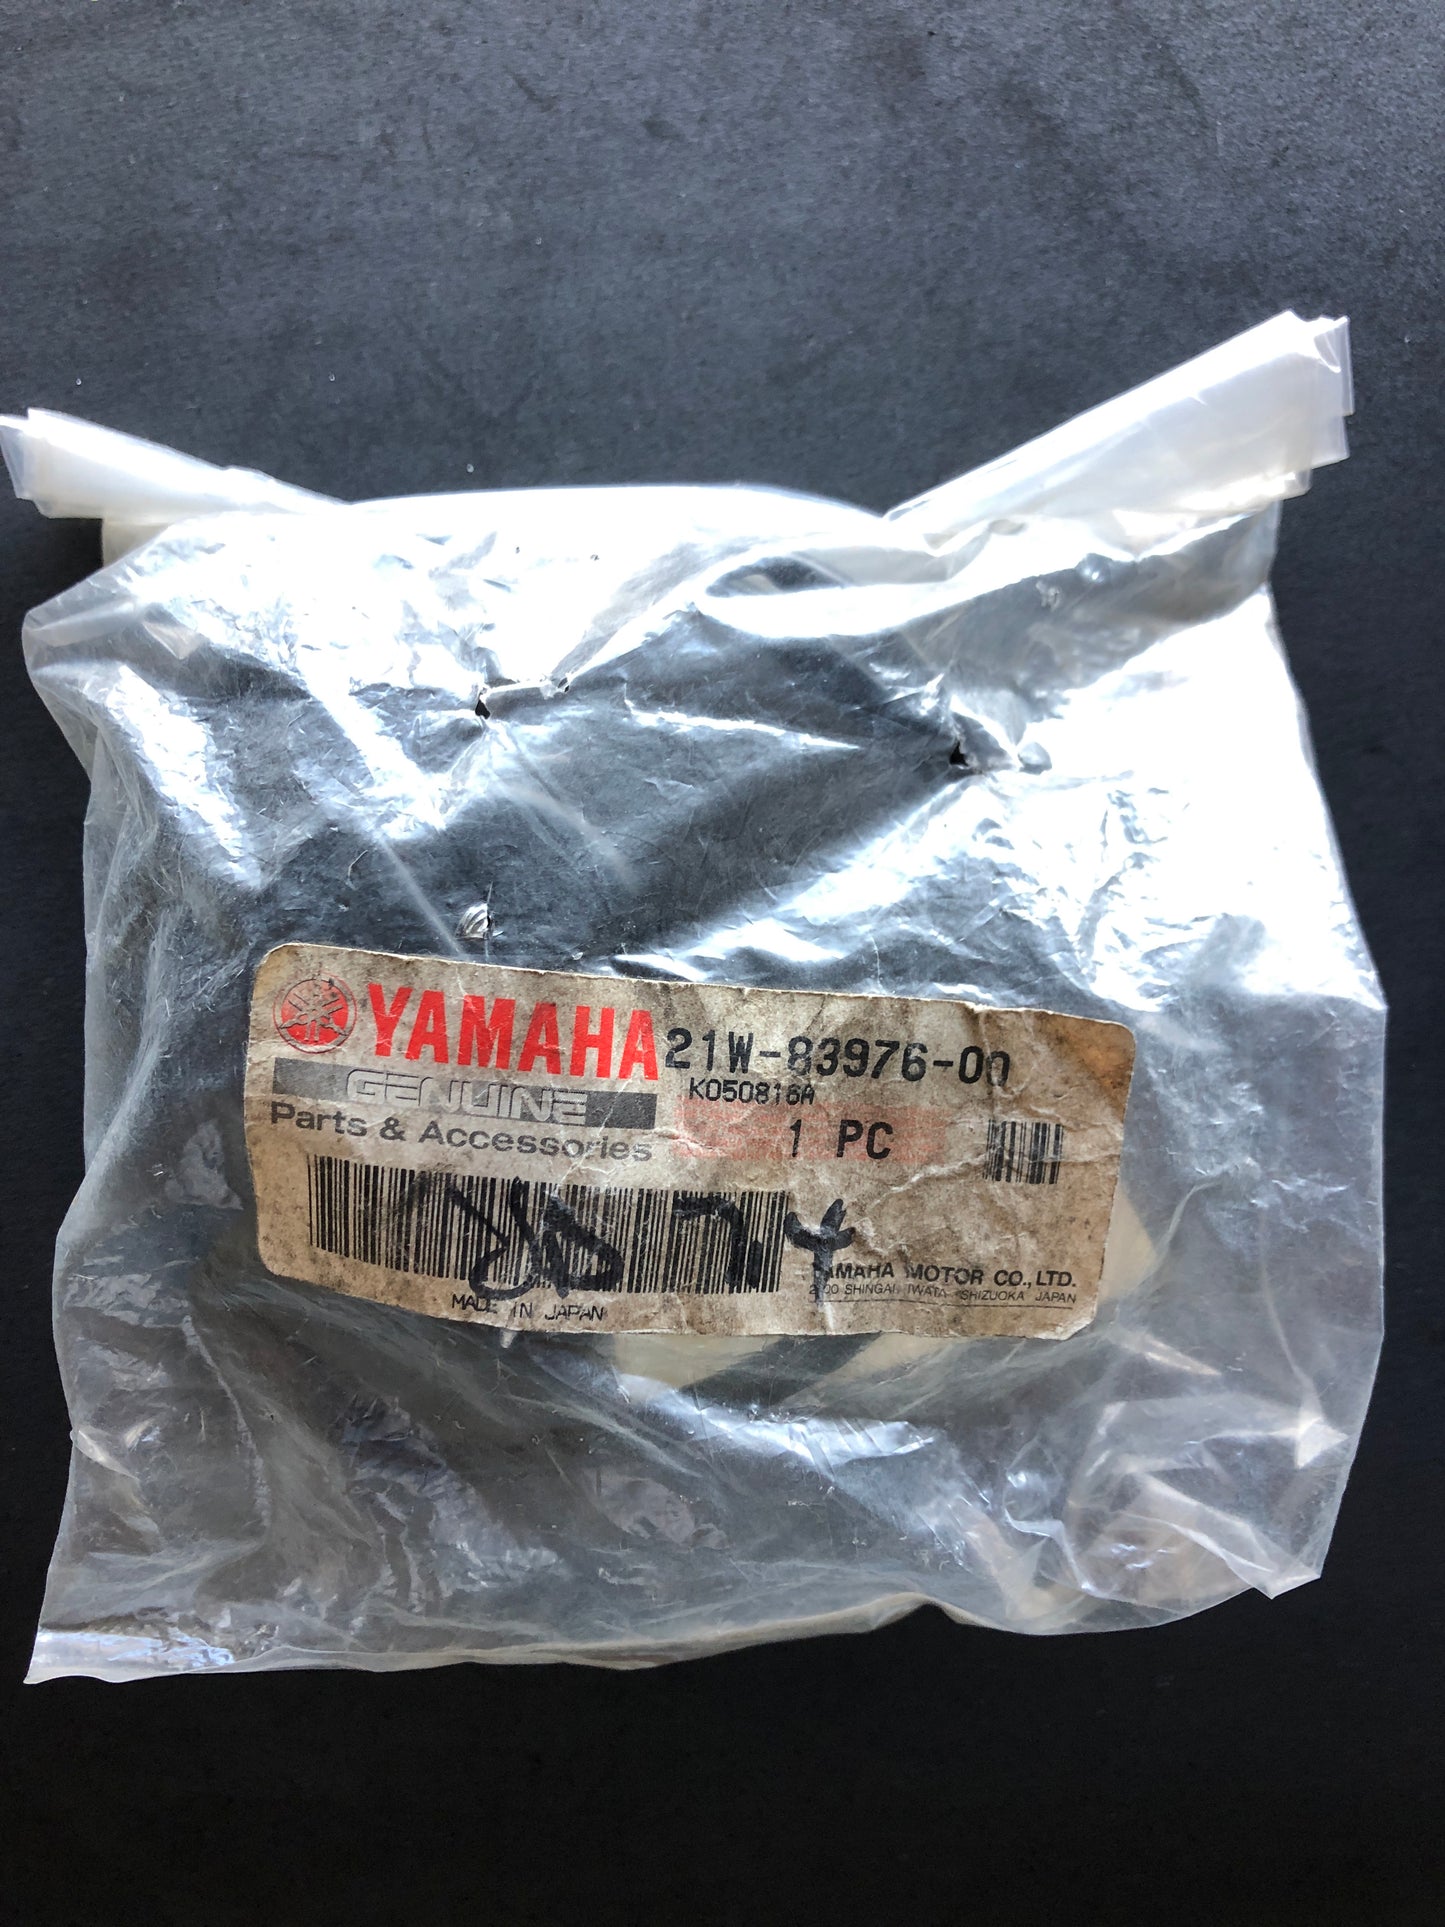 YAMAHA 21W-83976-00
GENUINE K050816A
Parts & Accessories 1 PC
YAMAHA MOTOR CO., LTD.
2500 SHINGAI IWATA SHIZUOKA JAPAN
MADE IN JAPAN